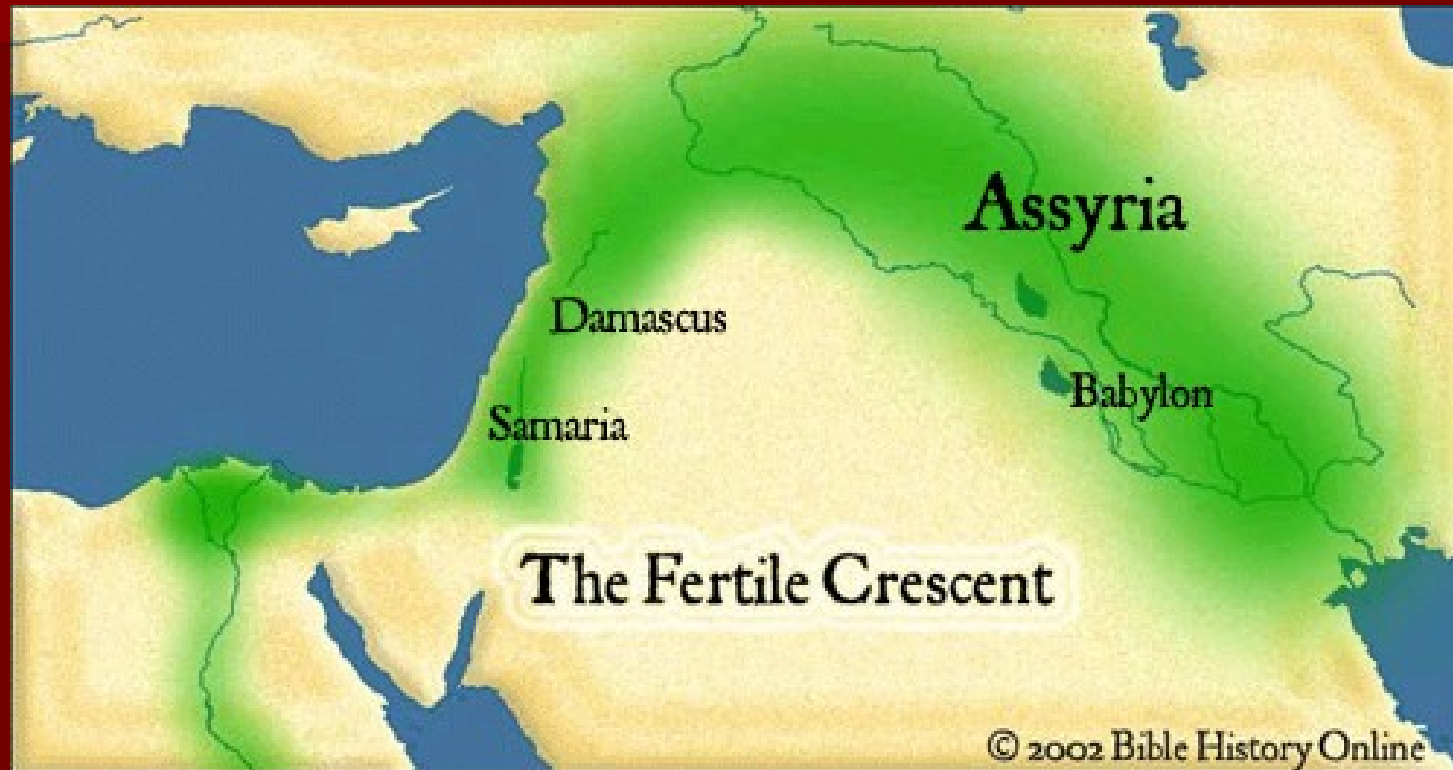 Assyria
Damascus
Babylon
Samaria
The Fertile Crescent
© 2002 Bible History Online